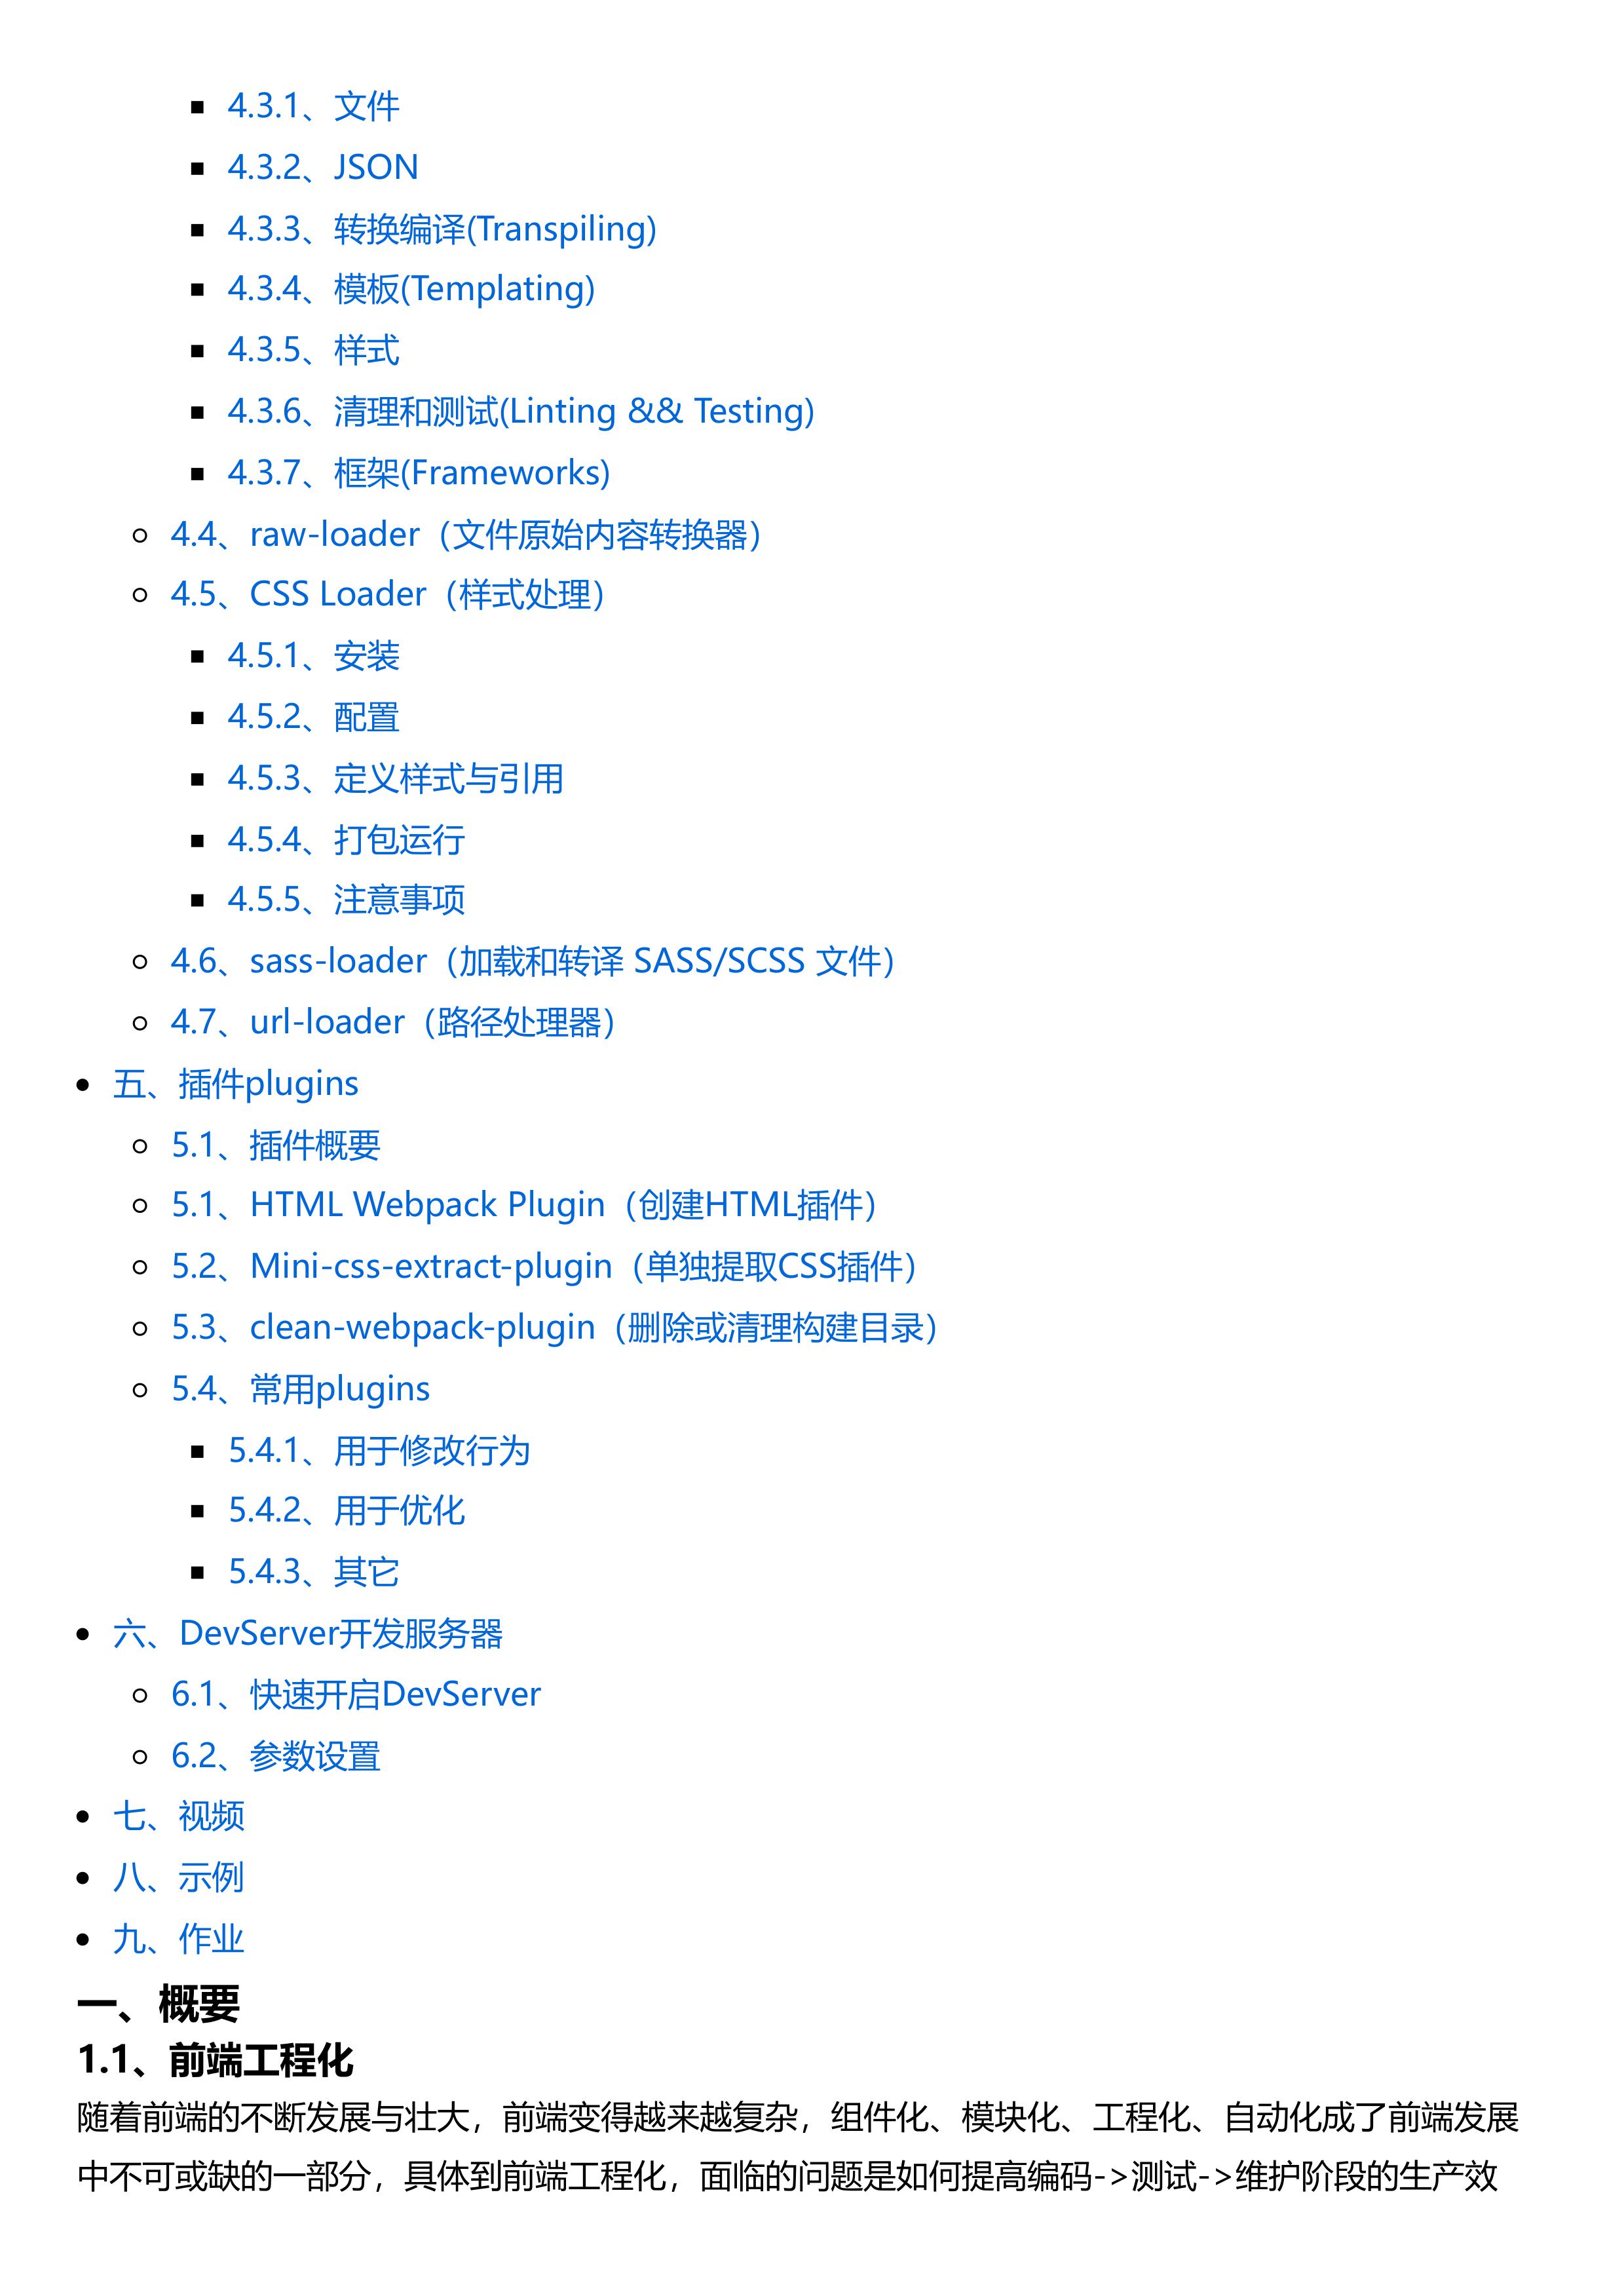 4.3.1、文件
4.3.2、JSON
4.3.3、转换编译(Transpiling)
4.3.4、模板(Templating)
4.3.5、样式
4.3.6、清理和测试(Linting && Testing)
4.3.7、框架(Frameworks)
4.4、raw-loader（文件原始内容转换器）
4.5、CSS Loader（样式处理）
4.5.1、安装
4.5.2、配置
4.5.3、定义样式与引用
4.5.4、打包运行
4.5.5、注意事项
4.6、sass-loader（加载和转译 SASS/SCSS 文件）
4.7、url-loader（路径处理器）
五、插件plugins
5.1、插件概要
5.1、HTML Webpack Plugin（创建HTML插件）
5.2、Mini-css-extract-plugin（单独提取CSS插件）
5.3、clean-webpack-plugin（删除或清理构建目录）
5.4、常用plugins
5.4.1、用于修改行为
5.4.2、用于优化
5.4.3、其它
六、DevServer开发服务器
6.1、快速开启DevServer
6.2、参数设置
七、视频
八、示例
九、作业
一、概要
1.1、前端工程化
随着前端的不断发展与壮大，前端变得越来越复杂，组件化、模块化、工程化、自动化成了前端发展
中不可或缺的一部分，具体到前端工程化，面临的问题是如何提高编码->测试->维护阶段的生产效